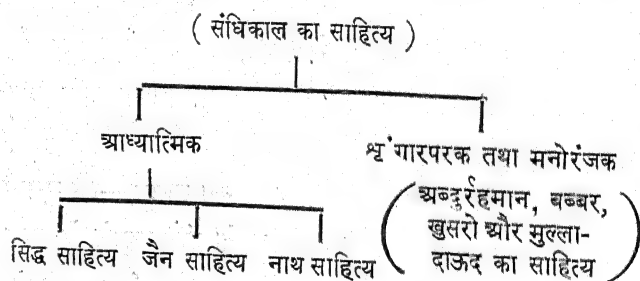 ( संधिकाल का साहित्य )
आध्यात्मिक
शृंगारपरक तथा मनोरंजक
( अब्दुर्रहमान, बब्बर,
खुसरो और मुल्ला-
दाऊद का साहित्य )
सिद्ध साहित्य जैन साहित्य नाथ साहित्य